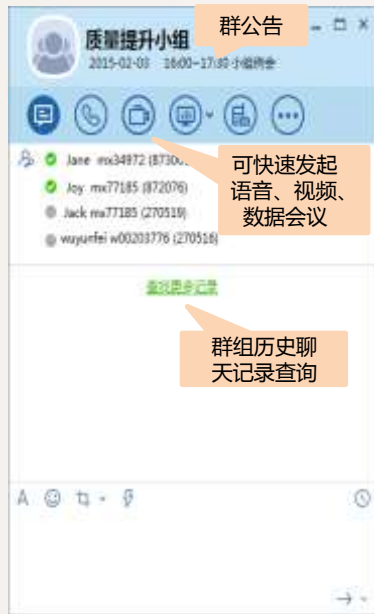 质量提升小组
群公告
2015-02-03 16:00~17:30 小组例会
Jane mx34972 (87300
可快速发起
语音、视频、
数据会议
Joy mx77185 (872076)
Jack mx77185 (270519)
wuyunfei w00203776 (270516)
查找更多记录
群组历史聊
天记录查询
A